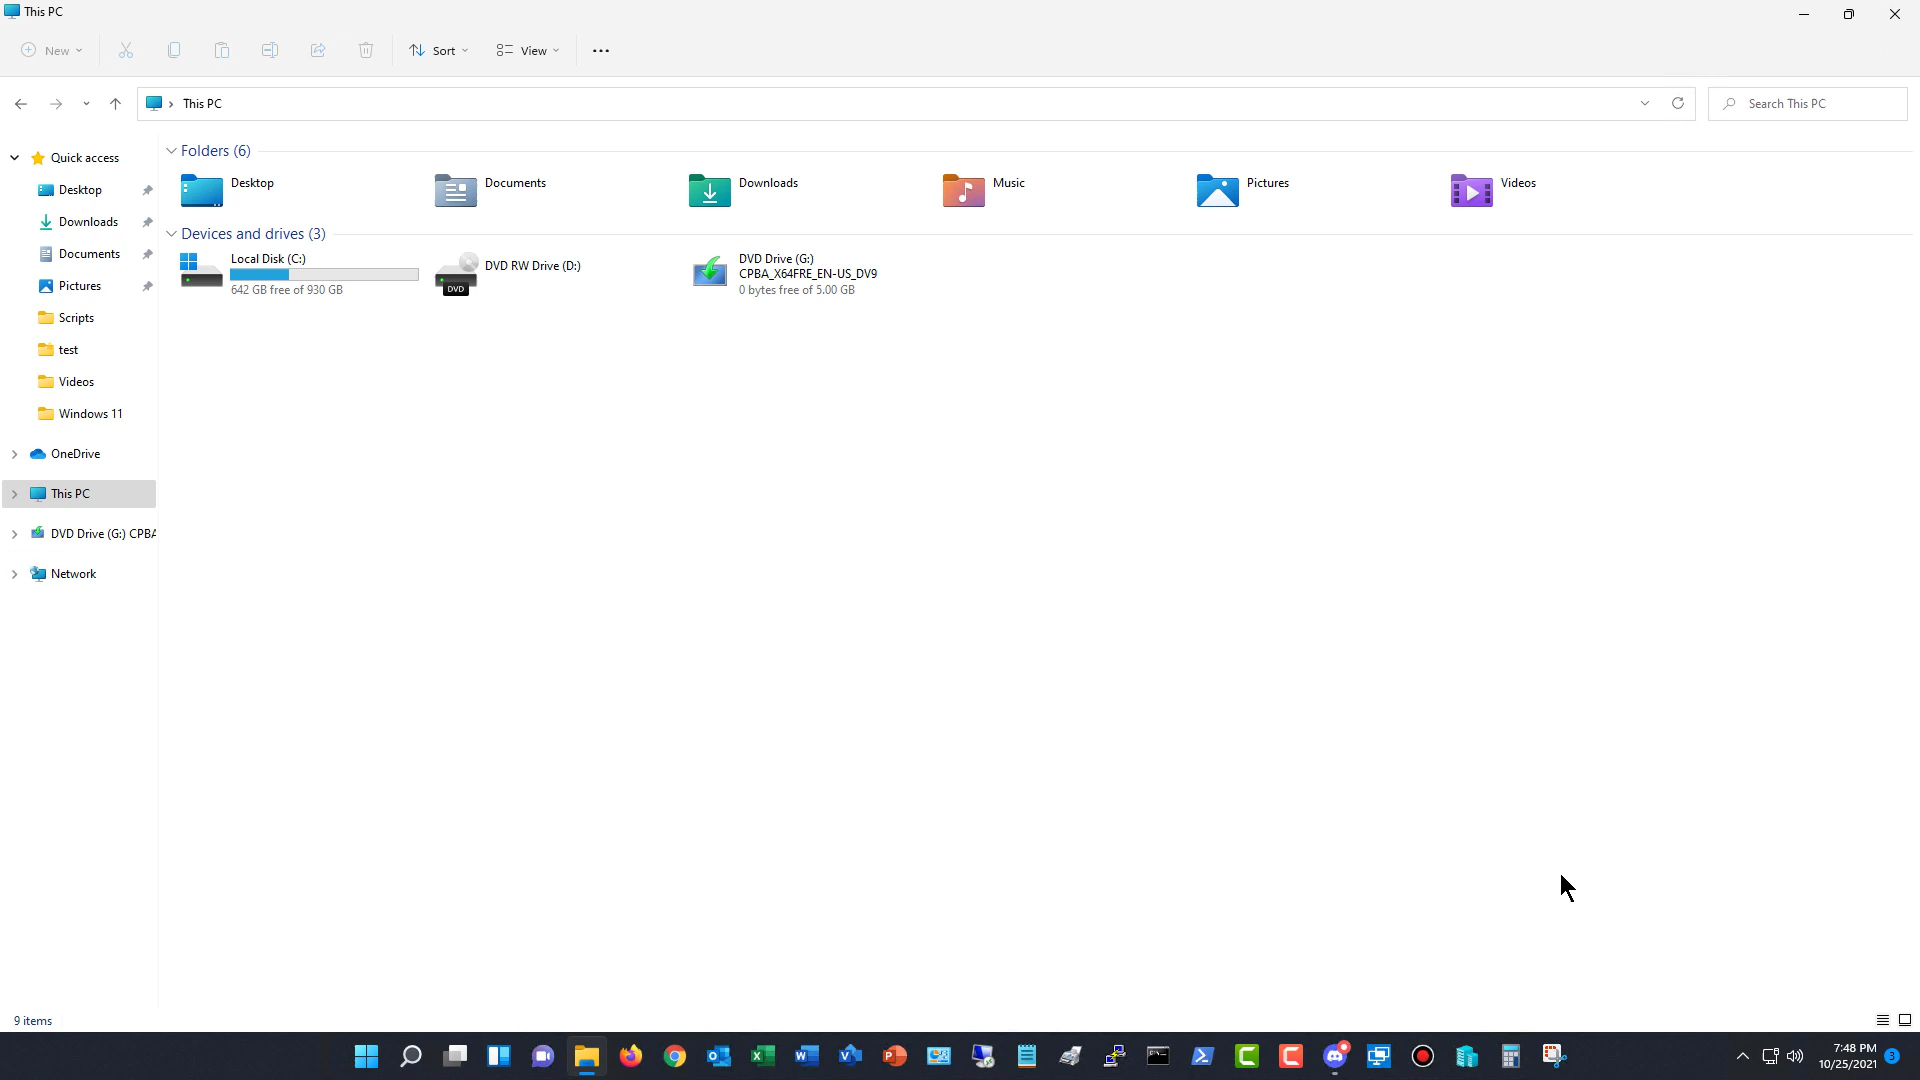 This PC
New
Sort
View
This PC
Search This PC
Quick access
Desktop
Downloads
Documents
Pictures
Scripts
test
Videos
Windows 11
OneDrive
This PC
DVD Drive (G:) CPBA
Network
Folders (6)
Desktop
Documents
Downloads
Music
Pictures
Videos
Devices and drives (3)
Local Disk (C:)
642 GB free of 930 GB
DVD RW Drive (D:)
DVD
DVD Drive (G:)
CPBA_X64FRE_EN-US_DV9
0 bytes free of 5.00 GB
9 items
7:48 PM
10/25/2021
3